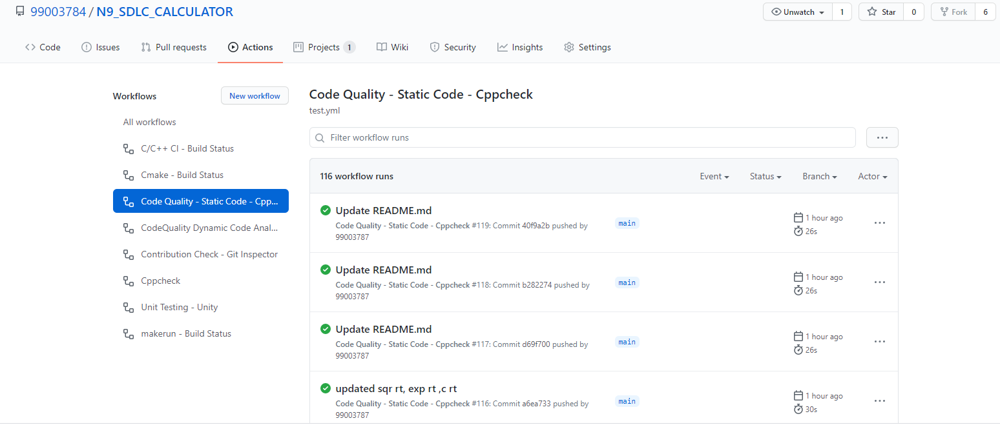 99003784 / N9_SDLC_CALCULATOR
Unwatch 1 Star 0 Fork 6
Code Issues Pull requests Actions Projects 1 Wiki Security Insights Settings
Workflows
New workflow
All workflows
C/C++ CI - Build Status
Cmake - Build Status
Code Quality - Static Code - Cpp...
CodeQuality Dynamic Code Anal...
Contribution Check - Git Inspector
Cppcheck
Unit Testing - Unity
makerun - Build Status
Code Quality - Static Code - Cppcheck
test.yml
Filter workflow runs
...
116 workflow runs
Event Status Branch Actor
Update README.md
Code Quality - Static Code - Cppcheck #119: Commit 40f9a2b pushed by
99003787
main
1 hour ago
26s
...
Update README.md
Code Quality - Static Code - Cppcheck #118: Commit b282274 pushed by
99003787
main
1 hour ago
26s
...
Update README.md
Code Quality - Static Code - Cppcheck #117: Commit d69f700 pushed by
99003787
main
1 hour ago
26s
...
updated sqr rt, exp rt ,c rt
Code Quality - Static Code - Cppcheck #116: Commit a6ea733 pushed by
99003787
main
1 hour ago
30s
...